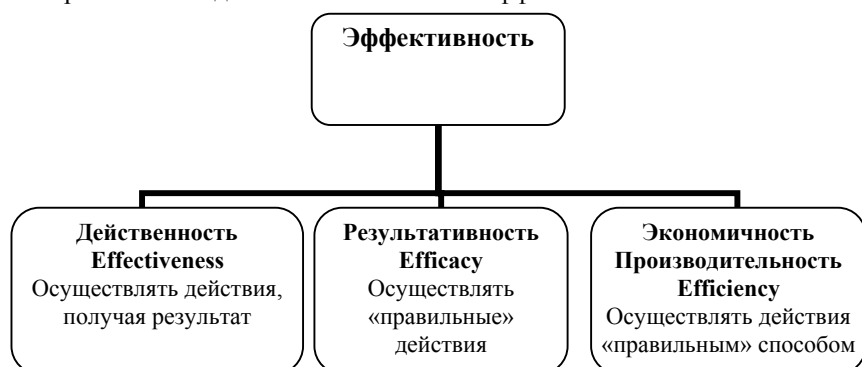 Эффективность
Действенность
Effectiveness
Осуществлять действия,
получая результат
Результативность
Efficacy
Осуществлять
«правильные»
действия
Экономичность
Производительность
Efficiency
Осуществлять действия
«правильным» способом